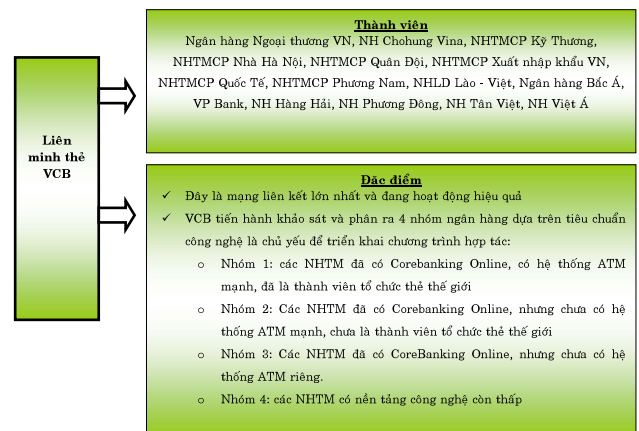 Liên
minh thẻ
VCB
Thành viên
Ngân hàng Ngoại thương VN, NH Chohung Vina, NHTMCP Kỹ Thương,
NHTMCP Nhà Hà Nội, NHTMCP Quân Đội, NHTMCP Xuất nhập khẩu VN,
NHTMCP Quốc Tế, NHTMCP Phương Nam, NHLD Lào - Việt, Ngân hàng Bắc Á,
VP Bank, NH Hàng Hải, NH Phương Đông, NH Tân Việt, NH Việt Á
Đặc điểm
✓ Đây là mạng liên kết lớn nhất và đang hoạt động hiệu quả
✓ VCB tiến hành khảo sát và phân ra 4 nhóm ngân hàng dựa trên tiêu chuẩn
công nghệ là chủ yếu để triển khai chương trình hợp tác:
o Nhóm 1: các NHTM đã có Corebanking Online, có hệ thống ATM
mạnh, đã là thành viên tổ chức thẻ thế giới
o Nhóm 2: Các NHTM đã có Corebanking Online, nhưng chưa có hệ
thống ATM mạnh, chưa là thành viên tổ chức thẻ thế giới
o Nhóm 3: Các NHTM đã có CoreBanking Online, nhưng chưa có hệ
thống ATM riêng.
o Nhóm 4: các NHTM có nền tảng công nghệ còn thấp